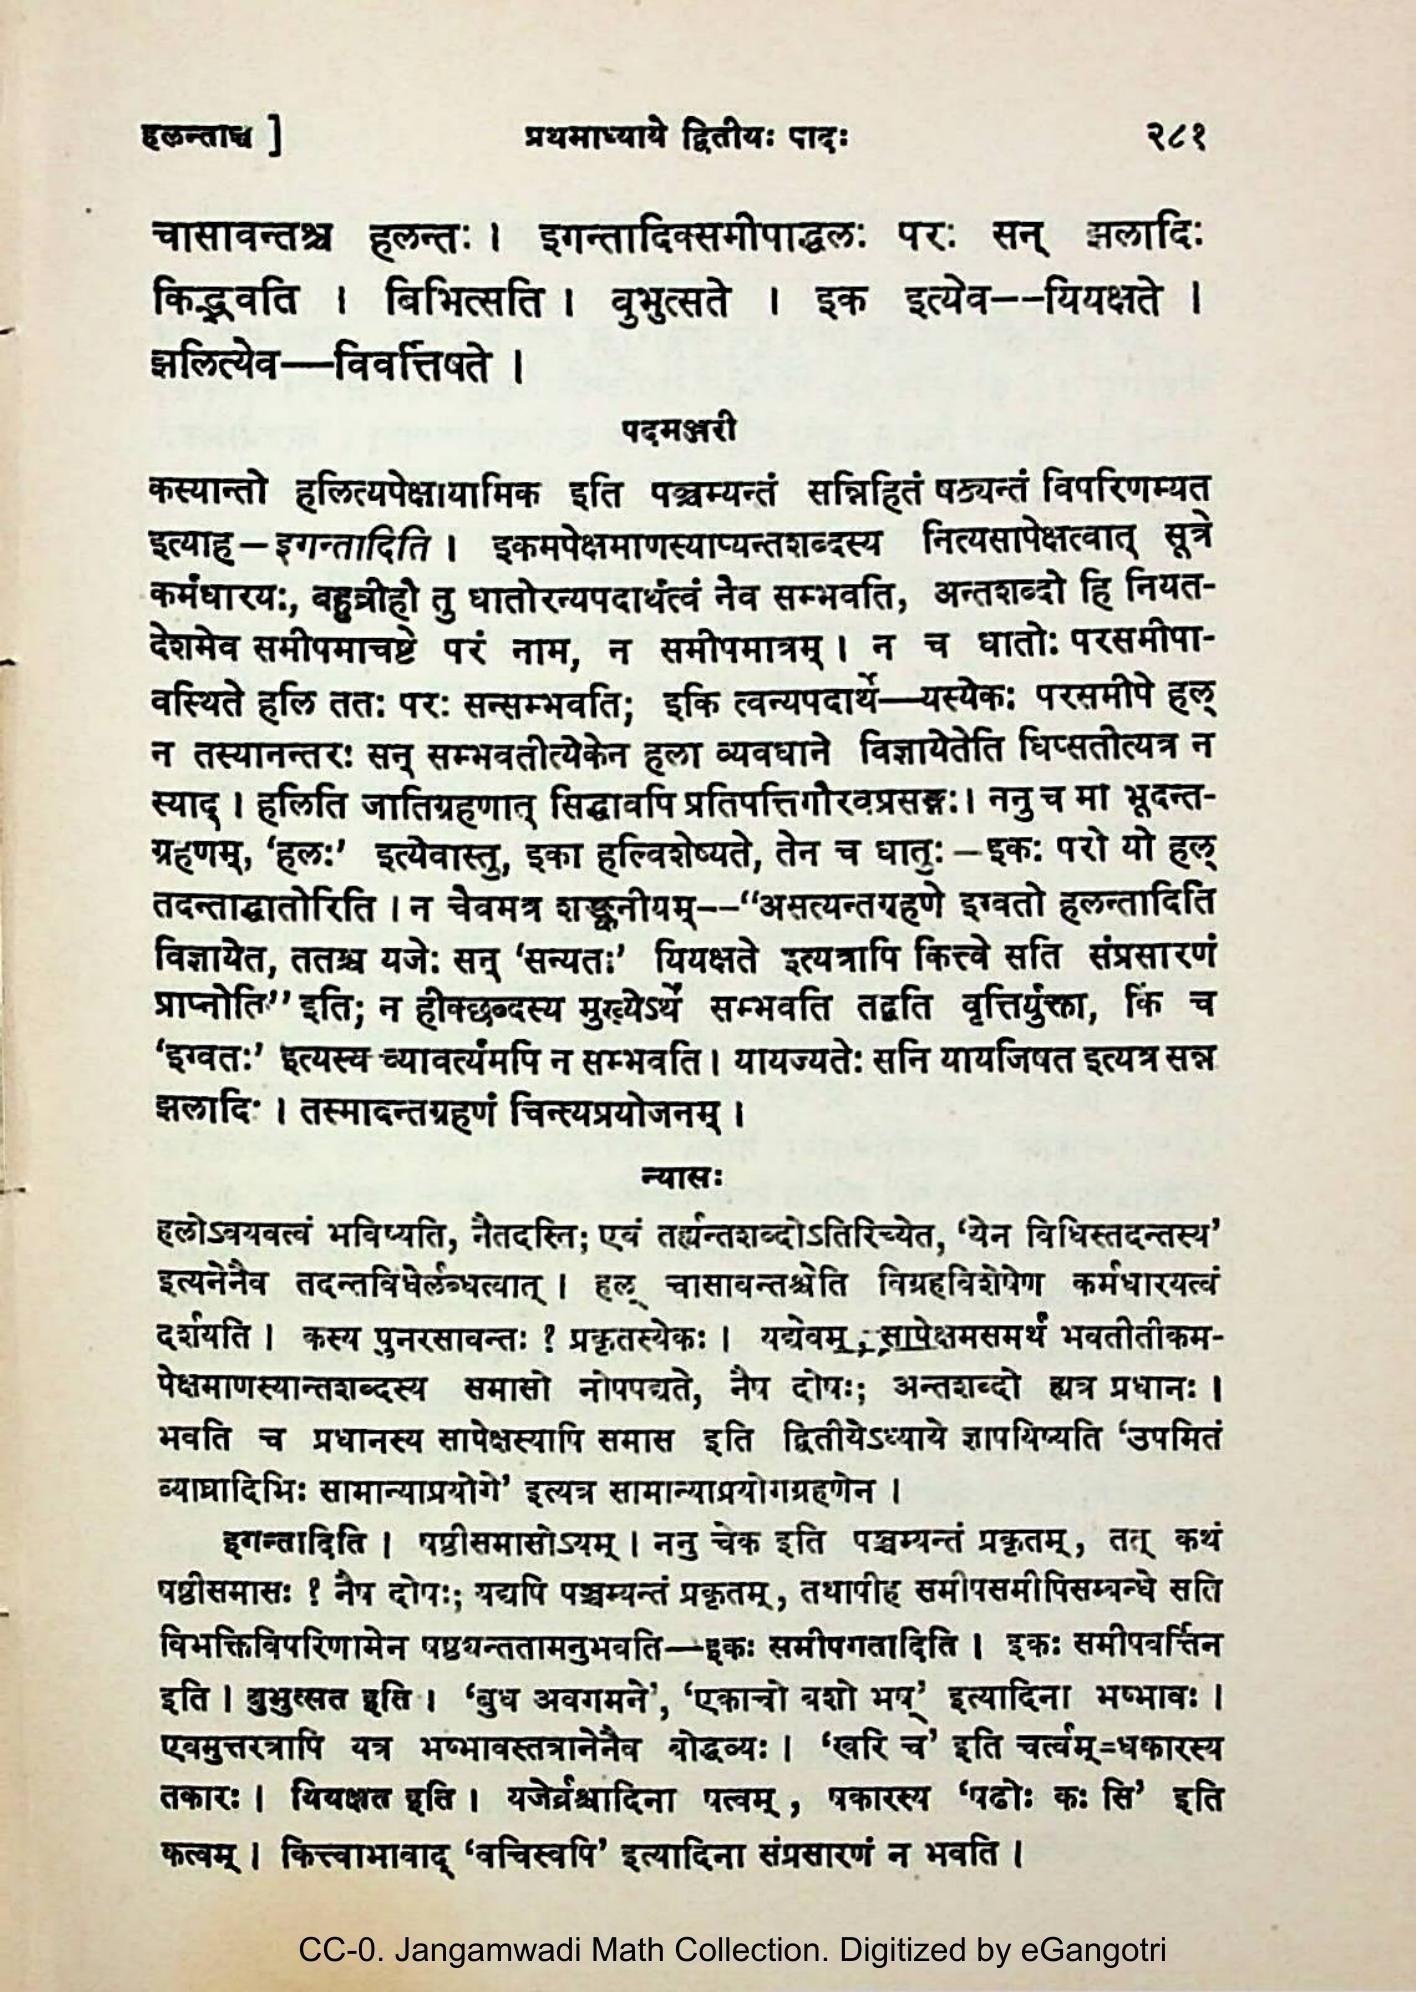 हलन्ताच्च ]
प्रथमाध्याये द्वितीयः पादः
२८१
चासावन्तश्च हलन्तः । इगन्तादिक्समीपाद्धलः परः सन् झलादिः
किद्भवति । बिभित्सति । वुभुत्सते । इक इत्येव--यियक्षते ।
झलित्येव—विवर्त्तिषते ।
पदमञ्जरी
कस्यान्तो हलित्यपेक्षायामिक इति पञ्चम्यन्तं सन्निहितं षष्ठ्यन्तं विपरिणम्यत
इत्याह – इगन्तादिति । इकमपेक्षमाणस्याप्यन्तशब्दस्य नित्यसापेक्षत्वात् सूत्रे
कर्मधारयः, बहुव्रीहौ तु धातोरन्यपदार्थत्वं नैव सम्भवति, अन्तशब्दो हि नियत-
देशमेव समीपमाचष्टे परं नाम, न समीपमात्रम् । न च धातोः परसमीपा-
वस्थिते हलि ततः परः सन्सम्भवति; इकि त्वन्यपदार्थे—यस्येकः परसमीपे हल्
न तस्यानन्तरः सन् सम्भवतीत्येकेन हला व्यवधाने विज्ञायेतेति धिप्सतीत्यत्र न
स्याद् । हलिति जातिग्रहणात् सिद्धावपि प्रतिपत्तिगौरवप्रसङ्गः। ननु च मा भूदन्त-
ग्रहणम्, ‘हलः’ इत्येवास्तु, इका हल्विशेष्यते, तेन च धातुः –इकः परो यो हल्
तदन्ताद्धातोरिति । न चैवमत्र शङ्कनीयम्--“असत्यन्तग्रहणे इग्वतो हलन्तादिति
विज्ञायेत, ततश्च यजेः सन् ‘सन्यतः’ यियक्षते इत्यत्रापि कित्त्वे सति संप्रसारणं
प्राप्नोति” इति; न हीक्छब्दस्य मुख्येऽर्थे सम्भवति तद्वति वृत्तिर्युक्ता, किं च
‘इग्वतः’ इत्यस्य व्यावर्त्यमपि न सम्भवति । यायज्यतेः सनि यायजिषत इत्यत्र सन्न
झलादिः । तस्मादन्तग्रहणं चिन्त्यप्रयोजनम् ।
न्यासः
हलोऽवयवत्वं भविष्यति, नैतदस्ति; एवं तर्ह्यन्तशब्दोऽतिरिच्येत, ‘येन विधिस्तदन्तस्य’
इत्यनेनैव तदन्तविधेर्लब्धत्वात् । हल् चासावन्तश्चेति विग्रहविशेषेण कर्मधारयत्वं
दर्शयति । कस्य पुनरसावन्तः ? प्रकृतस्येकः । यद्येवम्, सापेक्षमसमर्थं भवतीतीकम-
पेक्षमाणस्यान्तशब्दस्य समासो नोपपद्यते, नैष दोषः; अन्तशब्दो ह्यत्र प्रधानः ।
भवति च प्रधानस्य सापेक्षस्यापि समास इति द्वितीयेऽध्याये ज्ञापयिष्यति ‘उपमितं
व्याघ्रादिभिः सामान्याप्रयोगे’ इत्यत्र सामान्याप्रयोगग्रहणेन ।
इगन्तादिति । षष्ठीसमासोऽयम् । ननु चेक इति पञ्चम्यन्तं प्रकृतम्, तत् कथं
षष्ठीसमासः ? नैष दोषः; यद्यपि पञ्चम्यन्तं प्रकृतम्, तथापीह समीपसमीपिसम्बन्धे सति
विभक्तिविपरिणामेन षष्ठ्यन्ततामनुभवति—इकः समीपगतादिति । इकः समीपवर्त्तिन
इति । बुभुत्सत इति । ‘बुध अवगमने’, ‘एकाचो बशो भष्’ इत्यादिना भष्भावः ।
एवमुत्तरत्रापि यत्र भष्भावस्तत्रानेनैव बोद्धव्यः । ‘खरि च’ इति चर्त्वम्=धकारस्य
तकारः । यियक्षत इति । यजेर्व्रश्चादिना षत्वम्, षकारस्य ‘षढोः कः सि’ इति
कत्वम् । कित्त्वाभावाद् ‘वचिस्वपि’ इत्यादिना संप्रसारणं न भवति ।
CC-0. Jangamwadi Math Collection. Digitized by eGangotri